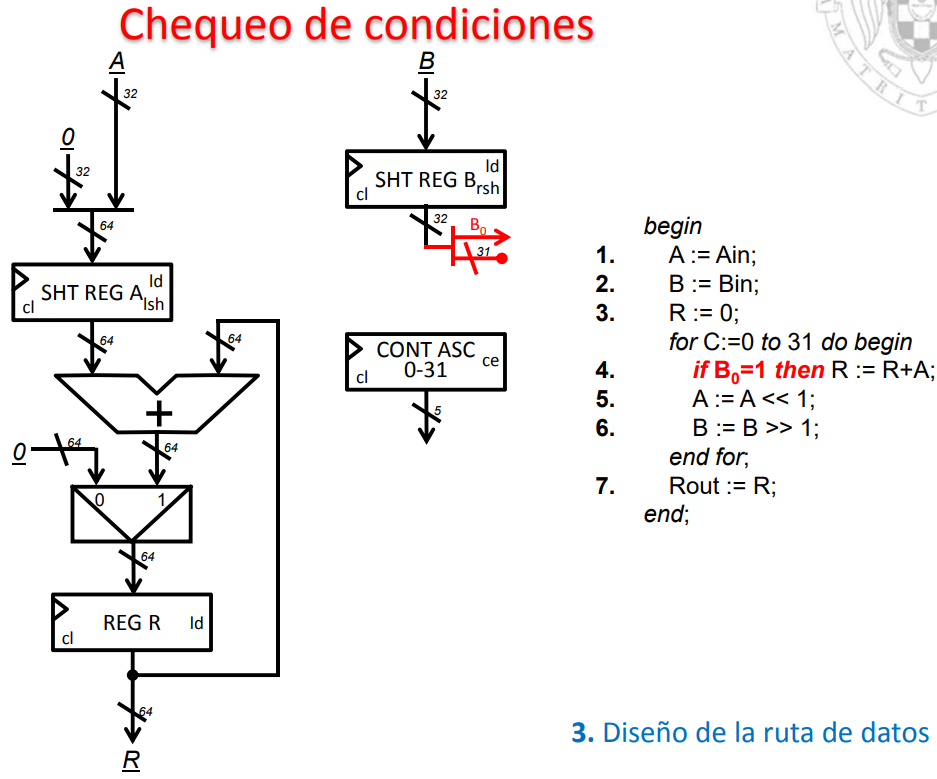 Chequeo de condiciones
MATRIT
A
32
0
32
64
SHT REG A
ld
lsh
cl
64
64
+
0
64
64
0
1
64
REG R
ld
cl
64
R
B
32
SHT REG B
ld
rsh
cl
32
B0
31
CONT ASC
0-31
ce
cl
5
begin
1. A := Ain;
2. B := Bin;
3. R := 0;
for C:=0 to 31 do begin
4. if B0=1 then R := R+A;
5. A := A << 1;
6. B := B >> 1;
end for;
7. Rout := R;
end;
3. Diseño de la ruta de datos